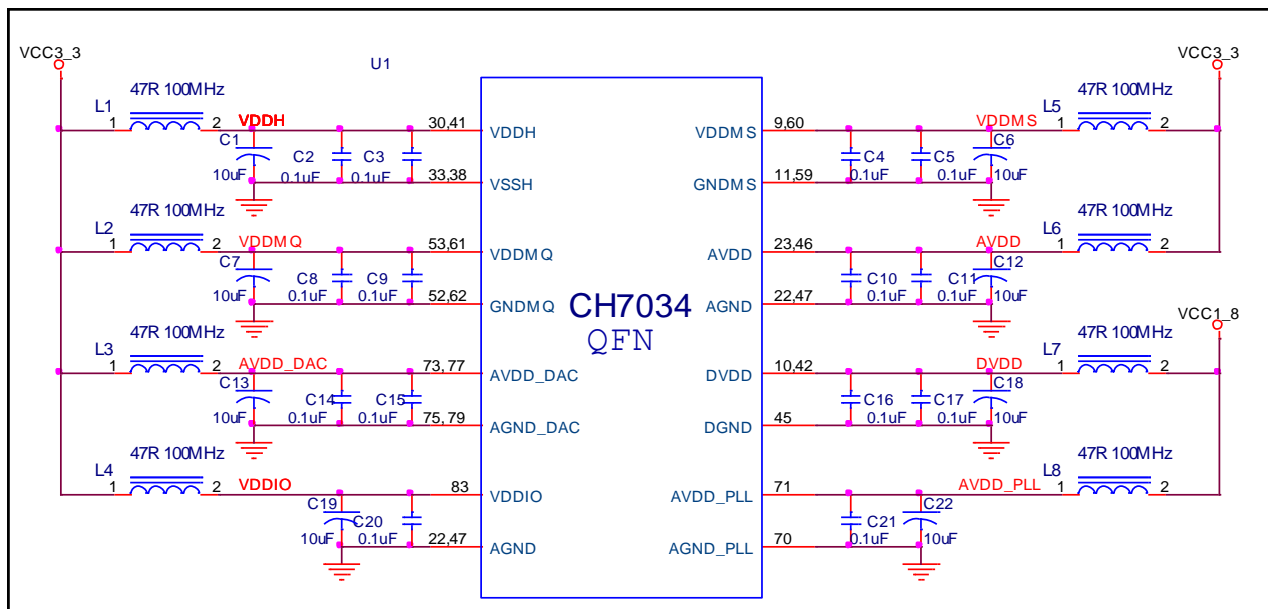 VCC3_3
VCC3_3
U1
47R 100MHz
47R 100MHz
L1
L5
1
2
VDDH
30,41
VDDH
VDDMS
9,60
VDDMS
1
2
C1
C2
C3
C4
C5
C6
10uF
0.1uF
0.1uF
0.1uF
0.1uF
10uF
33,38
VSSH
GNDMS
11,59
47R 100MHz
47R 100MHz
L2
L6
1
2
VDDMQ
53,61
VDDMQ
AVDD
23,46
AVDD
1
2
C7
C8
C9
C10
C11
C12
10uF
0.1uF
0.1uF
0.1uF
0.1uF
10uF
52,62
GNDMQ
AGND
22,47
CH7034
QFN
VCC1_8
47R 100MHz
47R 100MHz
L3
L7
1
2
AVDD_DAC
73,77
AVDD_DAC
DVDD
10,42
DVDD
1
2
C13
C14
C15
C16
C17
C18
10uF
0.1uF
0.1uF
0.1uF
0.1uF
10uF
75,79
AGND_DAC
DGND
45
47R 100MHz
47R 100MHz
L4
L8
1
2
VDDIO
83
VDDIO
AVDD_PLL
71
AVDD_PLL
1
2
C19
C20
C21
C22
10uF
0.1uF
0.1uF
10uF
22,47
AGND
AGND_PLL
70